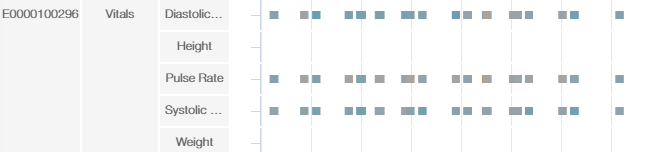 E0000100296 Vitals Diastolic...
Height
Pulse Rate
Systolic ...
Weight